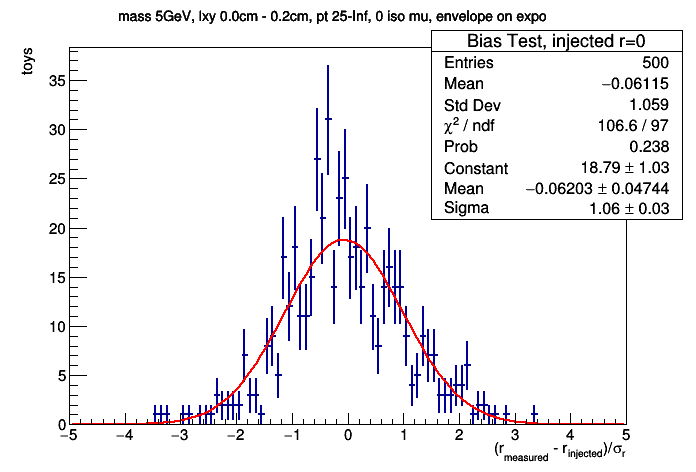 mass 5GeV, lxy 0.0cm - 0.2cm, pt 25-Inf, 0 iso mu, envelope on expo
Bias Test, injected r=0
Entries 500
Mean −0.06115
Std Dev 1.059
χ² / ndf 106.6 / 97
Prob 0.238
Constant 18.79 ± 1.03
Mean −0.06203 ± 0.04744
Sigma 1.06 ± 0.03
toys
35
30
25
20
15
10
5
0
−5 −4 −3 −2 −1 0 1 2 3 4 5
(r_measured - r_injected)/σ_r